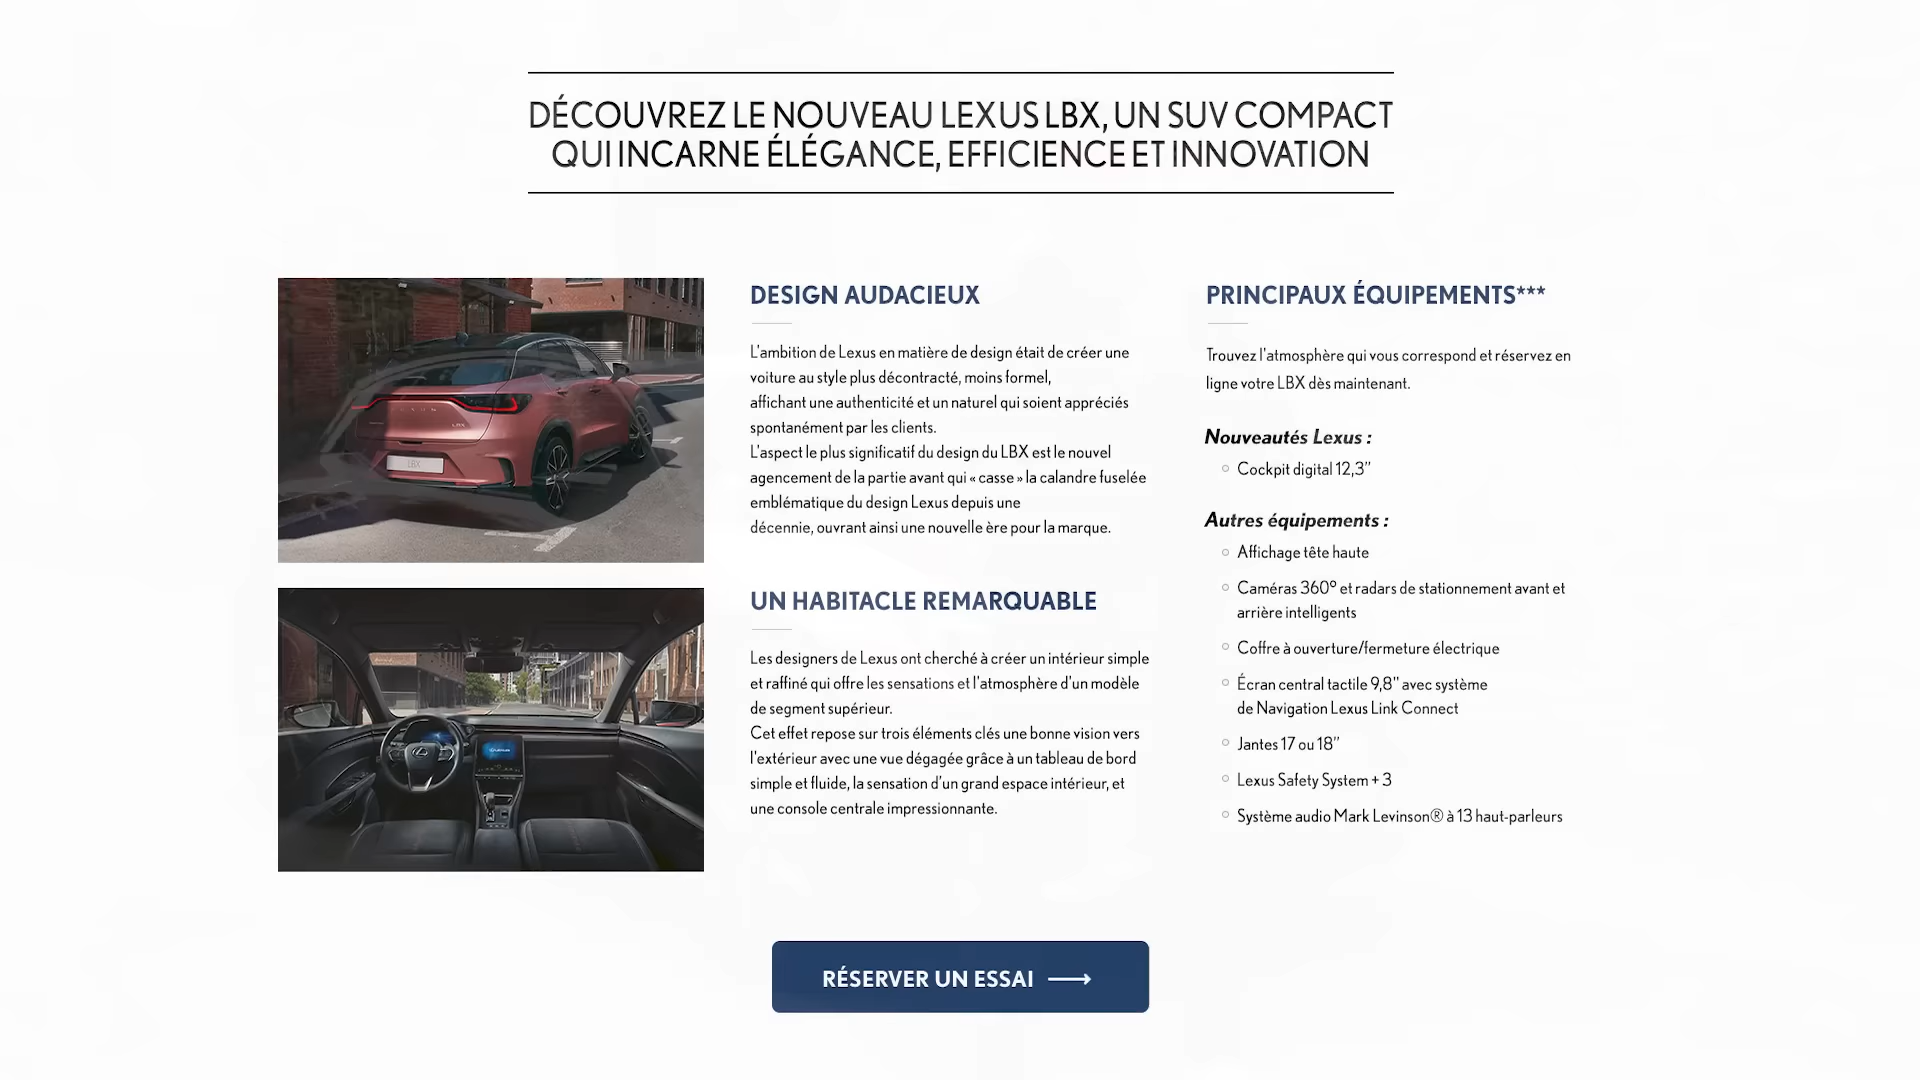 DÉCOUVREZ LE NOUVEAU LEXUS LBX, UN SUV COMPACT
QUI INCARNE ÉLÉGANCE, EFFICIENCE ET INNOVATION
LBX
LBX
LEXUS
DESIGN AUDACIEUX
L'ambition de Lexus en matière de design était de créer une
voiture au style plus décontracté, moins formel,
affichant une authenticité et un naturel qui soient appréciés
spontanément par les clients.
L'aspect le plus significatif du design du LBX est le nouvel
agencement de la partie avant qui « casse » la calandre fuselée
emblématique du design Lexus depuis une
décennie, ouvrant ainsi une nouvelle ère pour la marque.
UN HABITACLE REMARQUABLE
Les designers de Lexus ont cherché à créer un intérieur simple
et raffiné qui offre les sensations et l'atmosphère d'un modèle
de segment supérieur.
Cet effet repose sur trois éléments clés une bonne vision vers
l'extérieur avec une vue dégagée grâce à un tableau de bord
simple et fluide, la sensation d'un grand espace intérieur, et
une console centrale impressionnante.
PRINCIPAUX ÉQUIPEMENTS***
Trouvez l'atmosphère qui vous correspond et réservez en
ligne votre LBX dès maintenant.
Nouveautés Lexus :
Cockpit digital 12,3’’
Autres équipements :
Affichage tête haute
Caméras 360° et radars de stationnement avant et
arrière intelligents
Coffre à ouverture/fermeture électrique
Écran central tactile 9,8" avec système
de Navigation Lexus Link Connect
Jantes 17 ou 18’’
Lexus Safety System + 3
Système audio Mark Levinson® à 13 haut-parleurs
RÉSERVER UN ESSAI